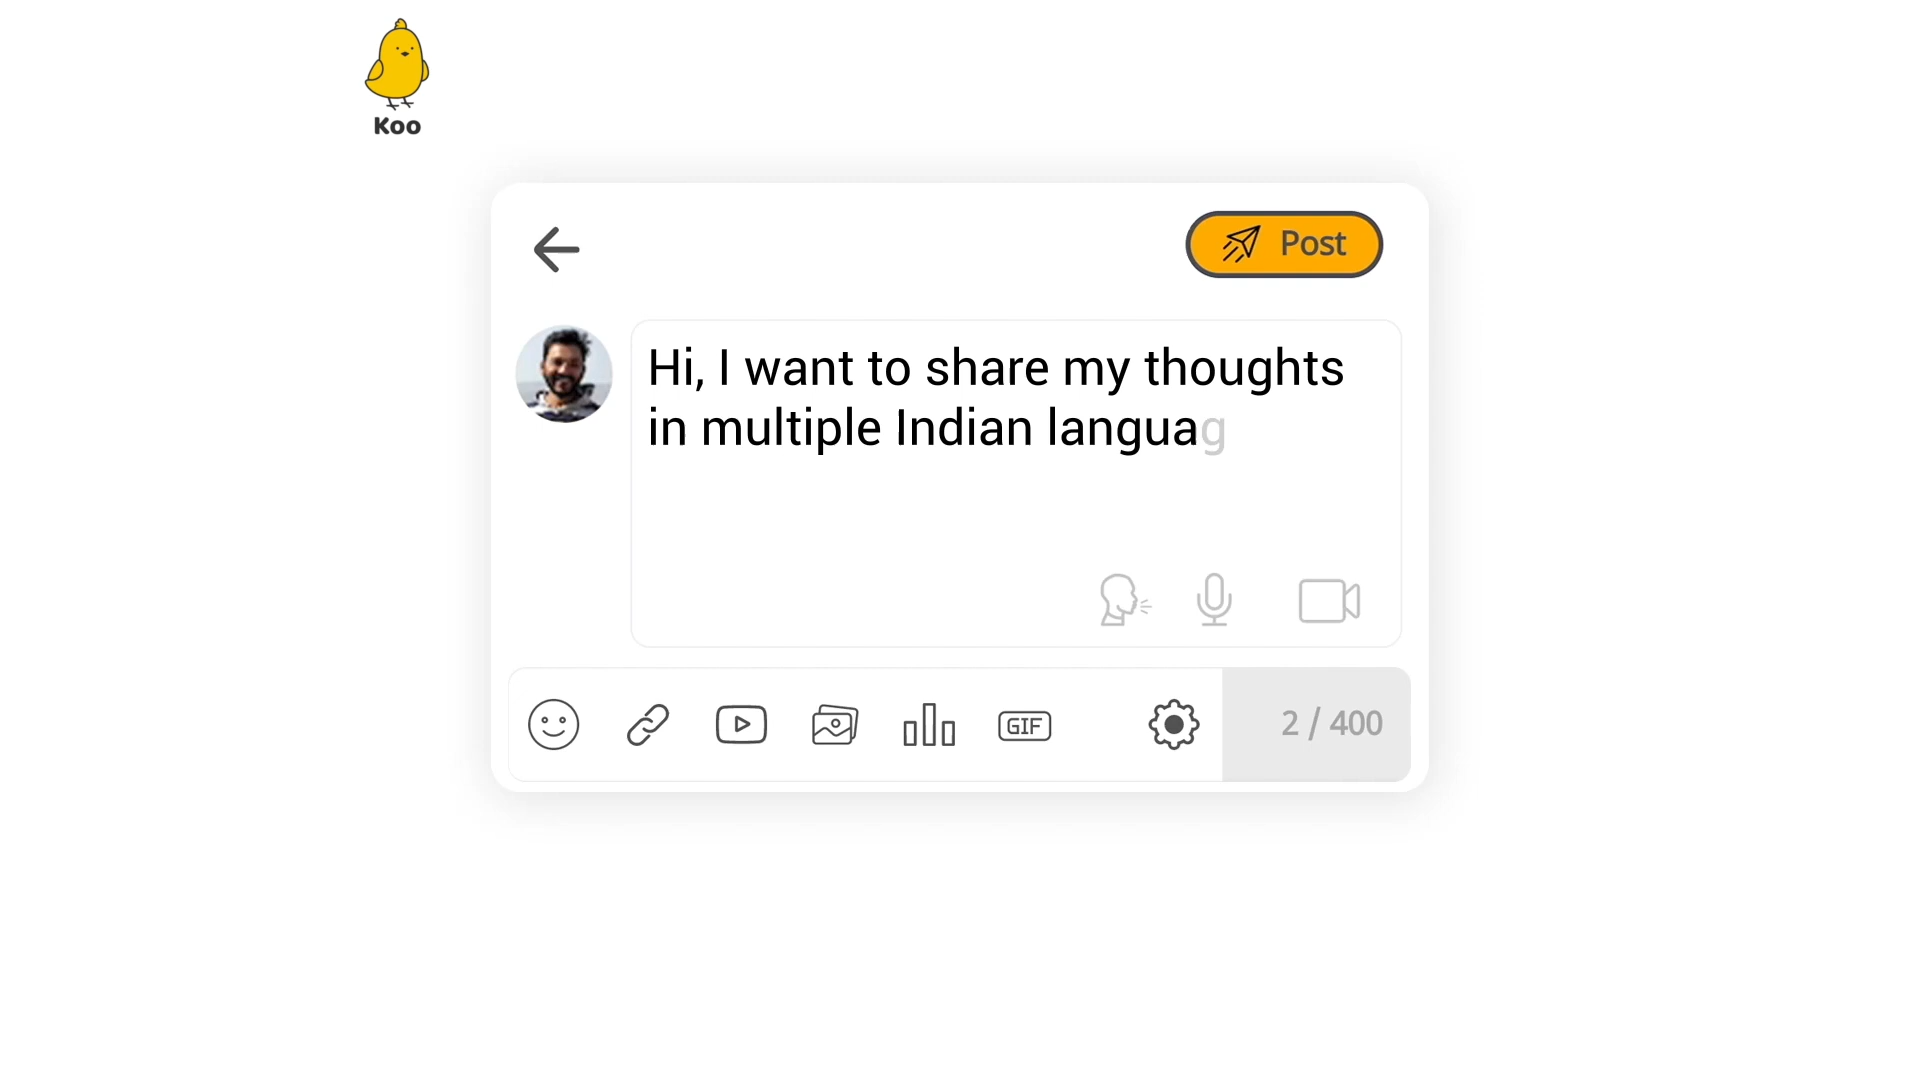 Koo
Post
Hi, I want to share my thoughts
in multiple Indian languag
GIF
2 / 400